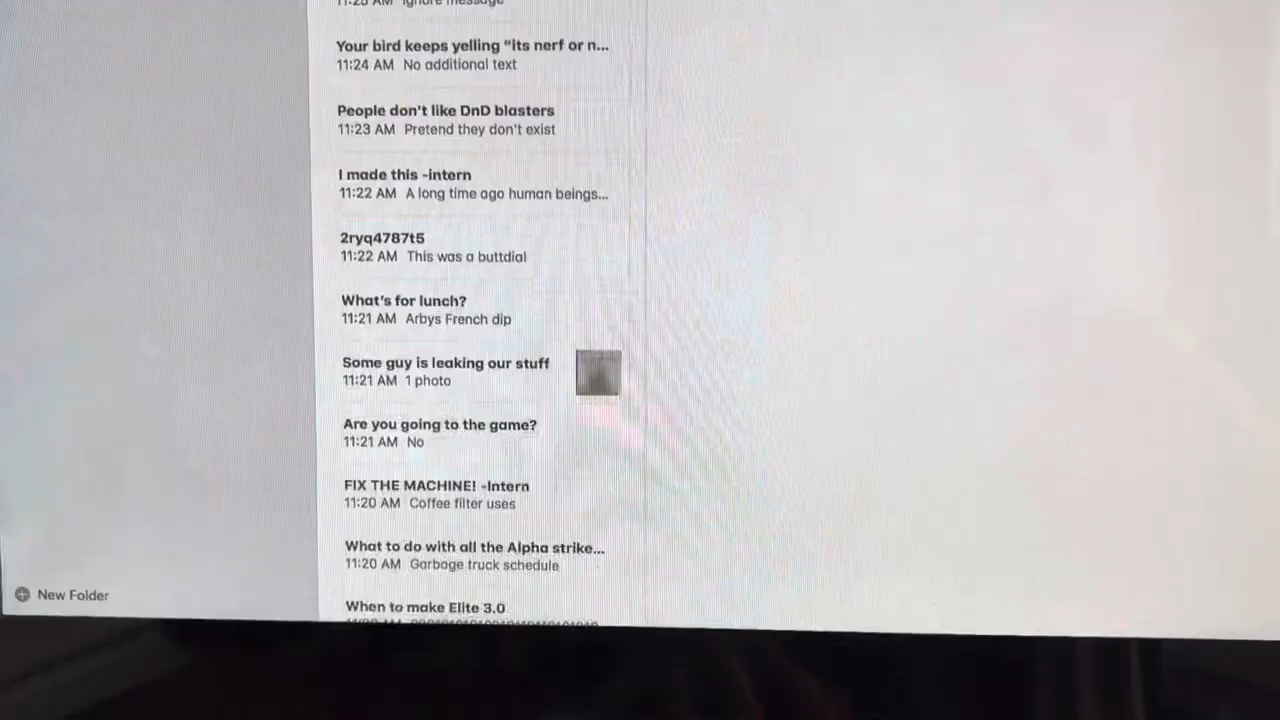 11:25 AM Ignore message
Your bird keeps yelling “its nerf or n...
11:24 AM No additional text
People don't like DnD blasters
11:23 AM Pretend they don't exist
I made this -intern
11:22 AM A long time ago human beings...
2ryq4787t5
11:22 AM This was a buttdial
What's for lunch?
11:21 AM Arbys French dip
Some guy is leaking our stuff
11:21 AM 1 photo
Are you going to the game?
11:21 AM No
FIX THE MACHINE! -Intern
11:20 AM Coffee filter uses
What to do with all the Alpha strike...
11:20 AM Garbage truck schedule
When to make Elite 3.0
New Folder